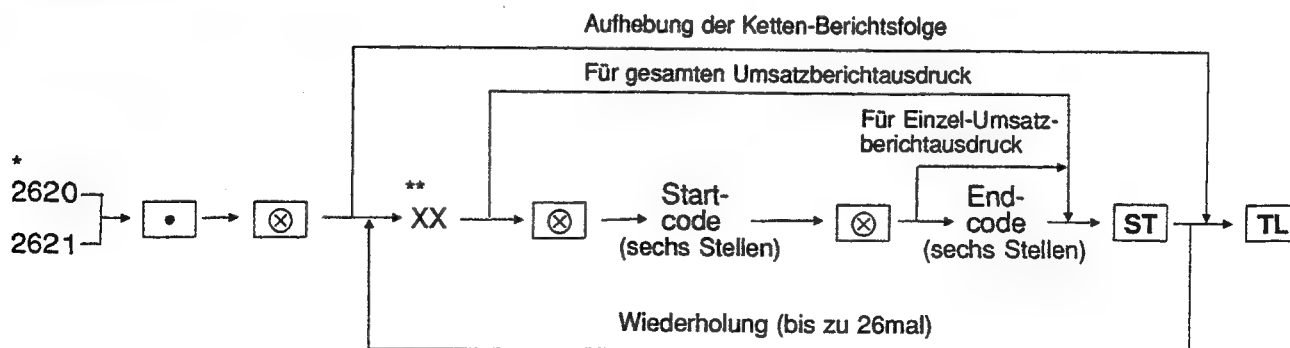 Aufhebung der Ketten-Berichtsfolge
Für gesamten Umsatzberichtausdruck
Für Einzel-Umsatz-
berichtausdruck
*
2620
2621
•
⊗
**
XX
⊗
Start-
code
(sechs Stellen)
⊗
End-
code
(sechs Stellen)
ST
TL
Wiederholung (bis zu 26mal)